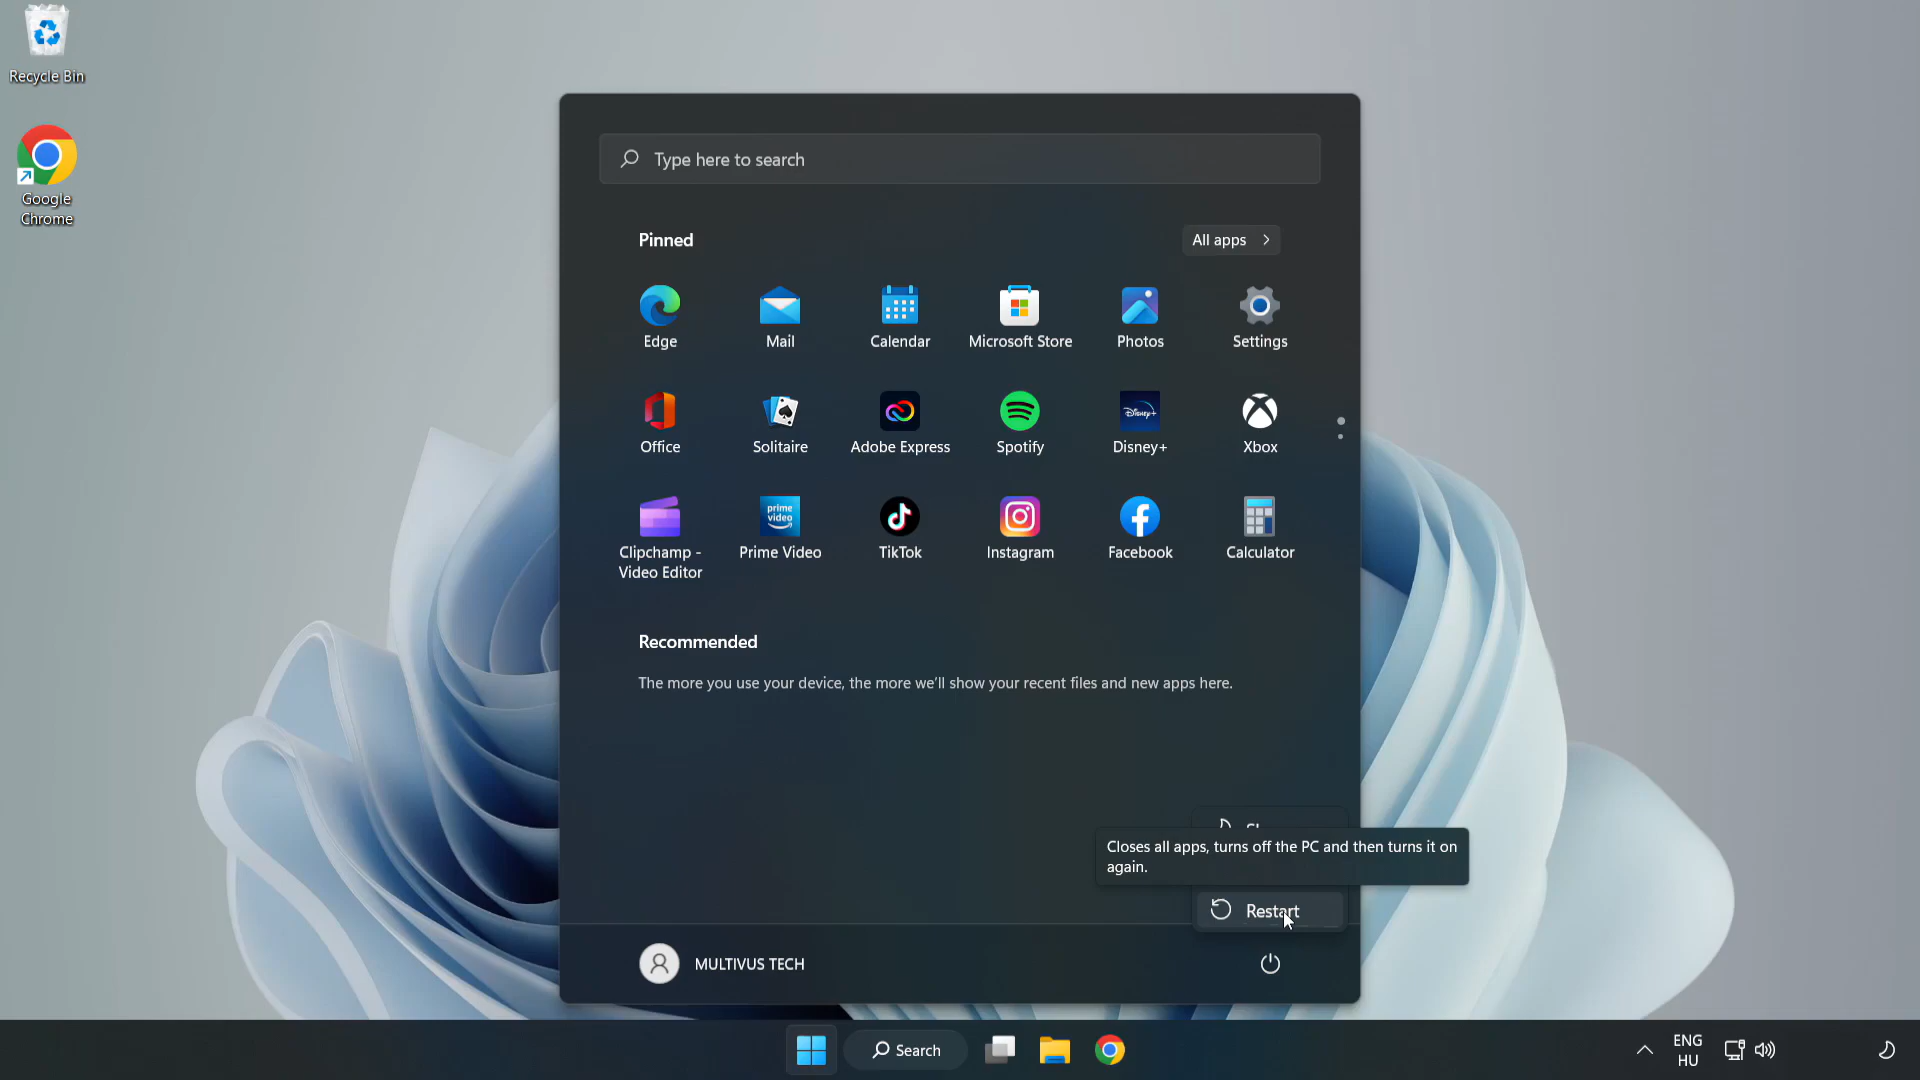 Recycle Bin
Google
Chrome
Type here to search
Pinned
All apps
Edge
Mail
Calendar
Microsoft Store
Photos
Settings
Office
Solitaire
Adobe Express
Spotify
Disney+
Xbox
Disney+
prime
video
Clipchamp -
Video Editor
Prime Video
TikTok
Instagram
Facebook
Calculator
Recommended
The more you use your device, the more we'll show your recent files and new apps here.
Closes all apps, turns off the PC and then turns it on
again.
Restart
MULTIVUS TECH
Search
ENG
HU